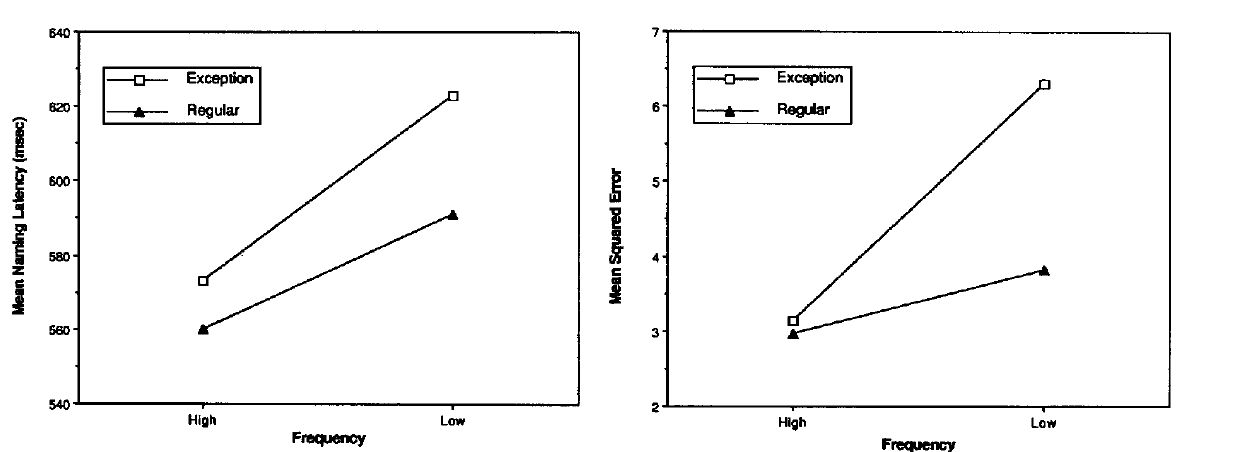 640
620
600
580
560
540
Mean Naming Latency (msec)
Exception
Regular
High
Low
Frequency
7
6
5
4
3
2
Mean Squared Error
Exception
Regular
High
Low
Frequency